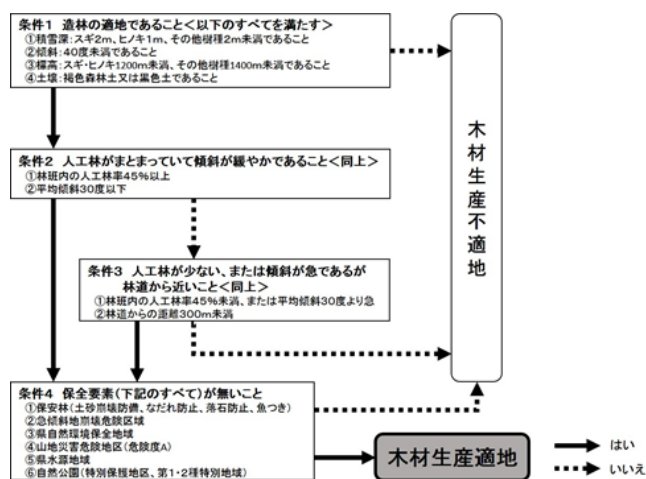 条件1 造林の適地であること<以下のすべてを満たす>
①積雪深:スギ2m、ヒノキ1m、その他樹種2m未満であること
②傾斜:40度未満であること
③標高:スギ・ヒノキ1200m未満、その他樹種1400m未満であること
④土壌:褐色森林土又は黒色土であること
条件2 人工林がまとまっていて傾斜が緩やかであること<同上>
①林班内の人工林率45%以上
②平均傾斜30度以下
条件3 人工林が少ない、または傾斜が急であるが
林道から近いこと<同上>
①林班内の人工林率45%未満、または平均傾斜30度より急
②林道からの距離300m未満
条件4 保全要素(下記のすべて)が無いこと
①保安林(土砂崩壊防備、なだれ防止、落石防止、魚つき)
②急傾斜地崩壊危険区域
③県自然環境保全地域
④山地災害危険地区(危険度A)
⑤県水源地域
⑥自然公園(特別保護地区、第1・2種特別地域)
木材生産不適地
木材生産適地
はい
いいえ